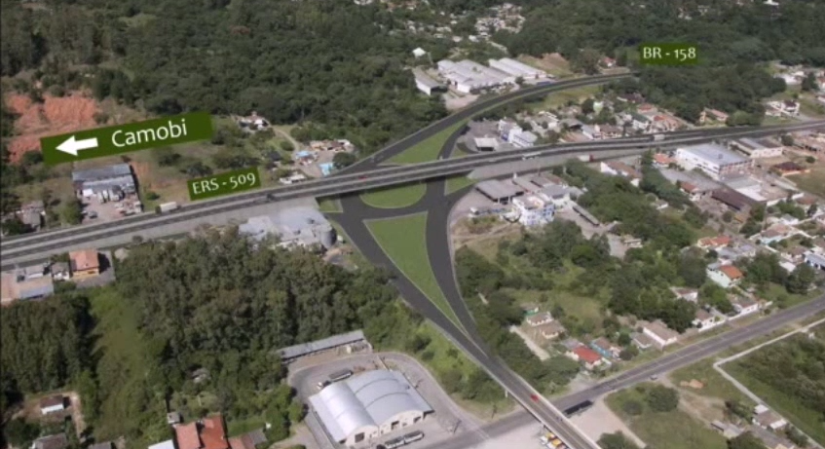 BR - 158
Camobi
ERS - 509